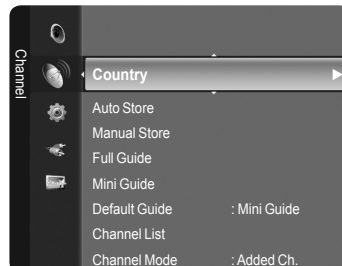 Channel
Country
Auto Store
Manual Store
Full Guide
Mini Guide
Default Guide : Mini Guide
Channel List
Channel Mode : Added Ch.